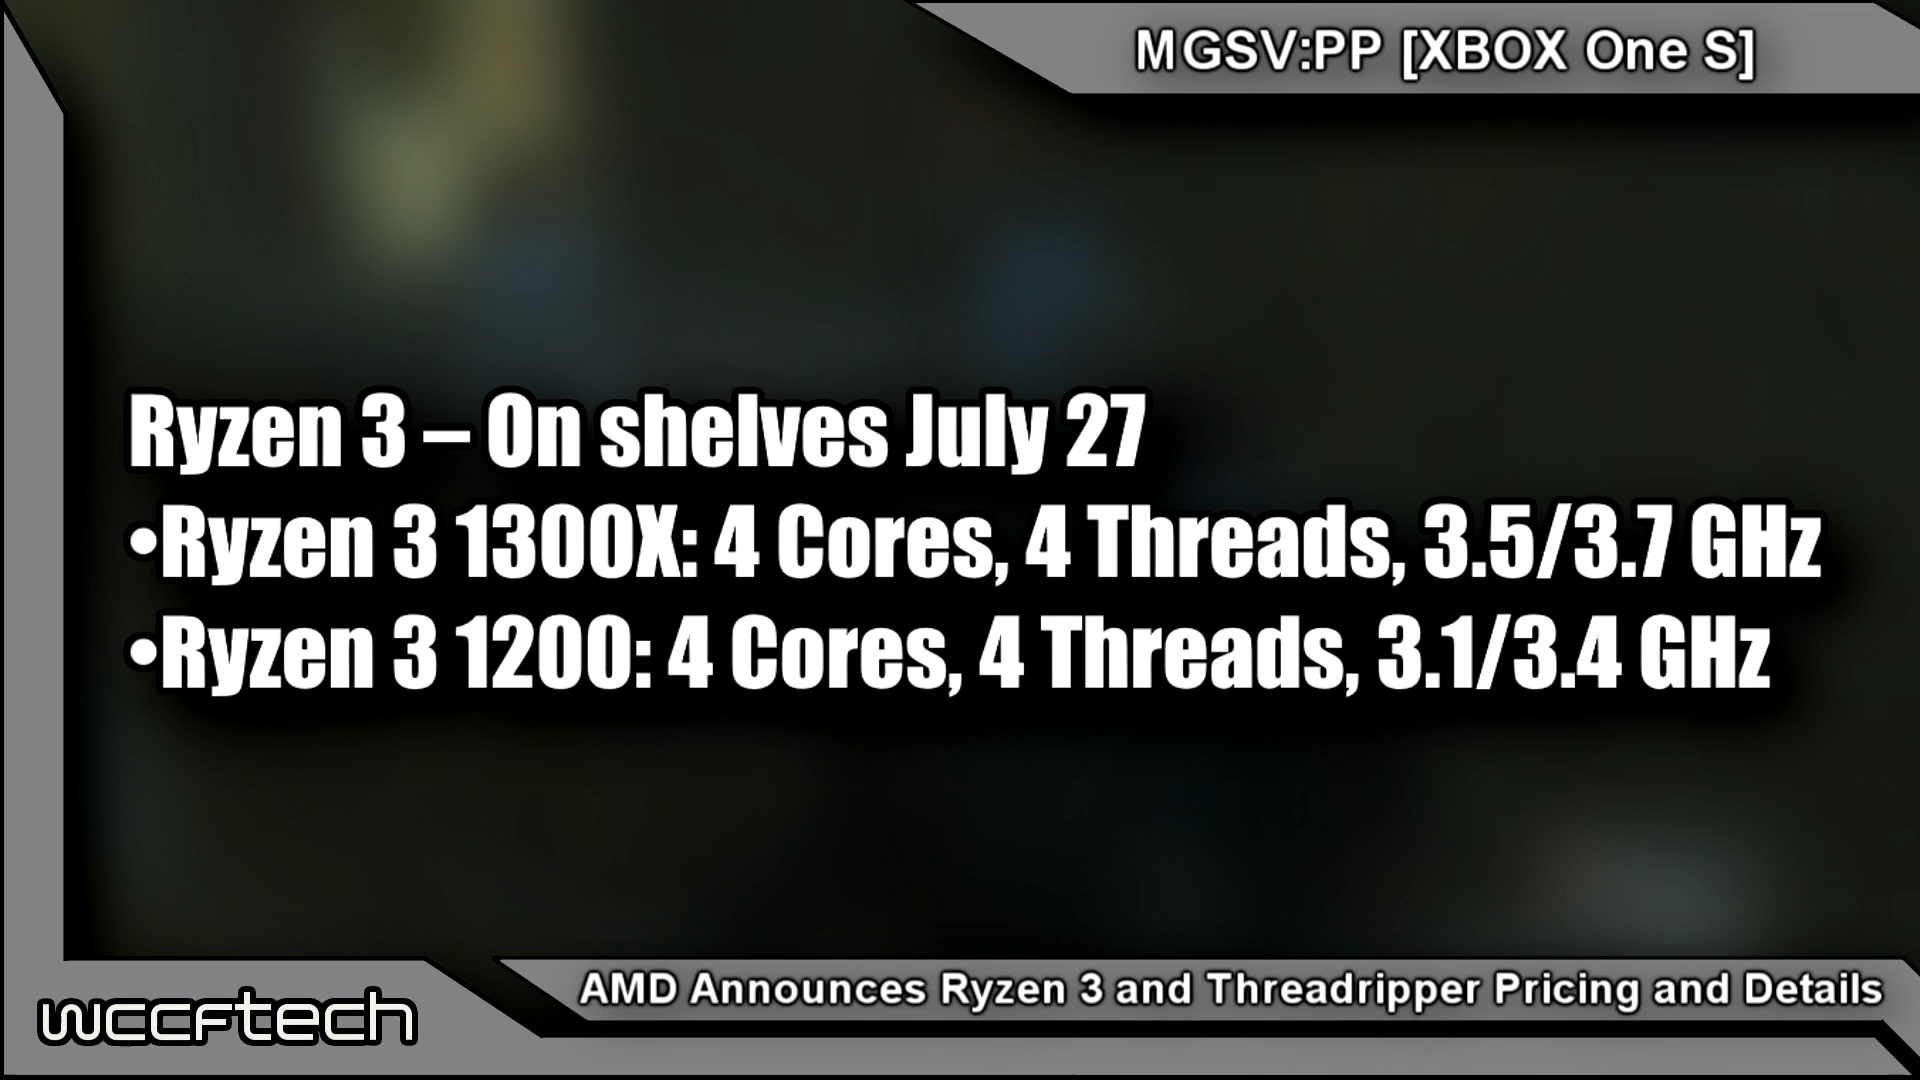 MGSV:PP [XBOX One S]
Ryzen 3 – On shelves July 27
•Ryzen 3 1300X: 4 Cores, 4 Threads, 3.5/3.7 GHz
•Ryzen 3 1200: 4 Cores, 4 Threads, 3.1/3.4 GHz
AMD Announces Ryzen 3 and Threadripper Pricing and Details
wccftech